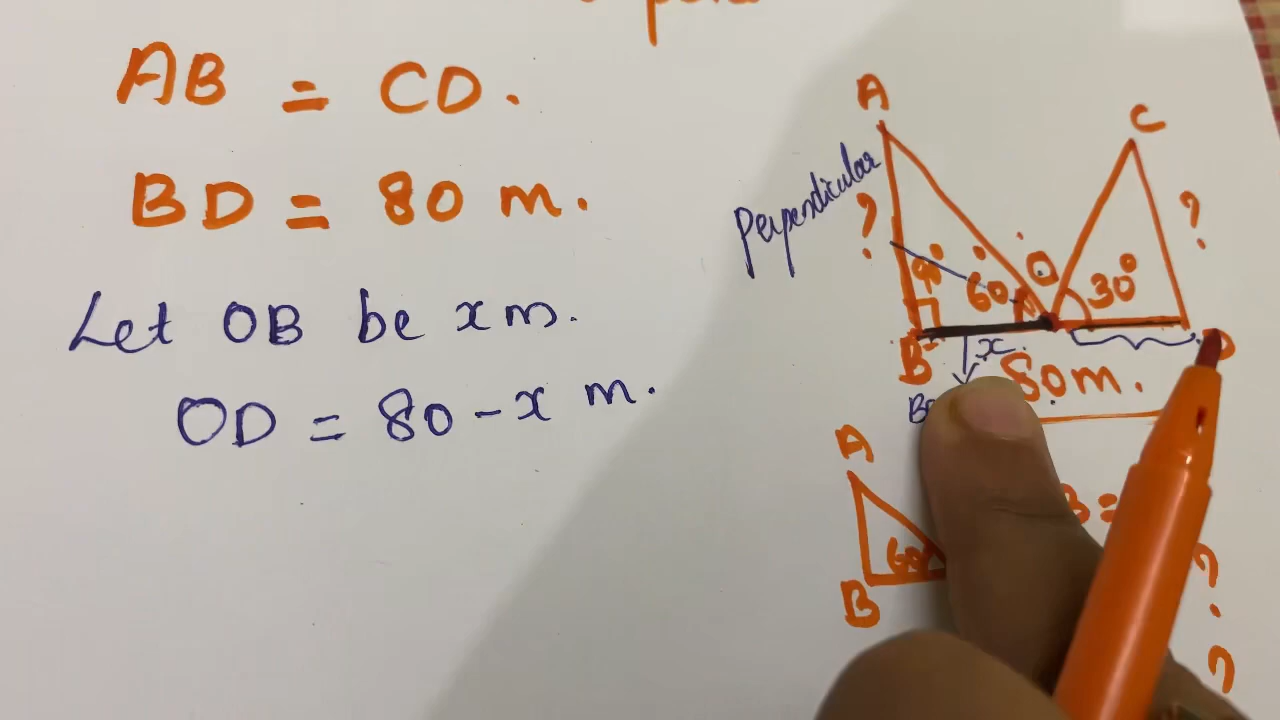 AB = CD.
BD = 80 m.
Let OB be x m.
OD = 80 - x m.
A
C
Perpendicular
?
?
90°
60°
O
30°
B
x
D
80m.
A
60
B
?
?